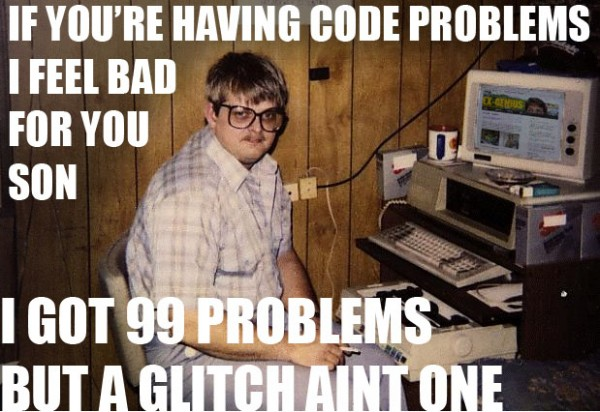 IF YOU'RE HAVING CODE PROBLEMS
I FEEL BAD
FOR YOU
SON
I GOT 99 PROBLEMS
BUT A GLITCH AINT ONE